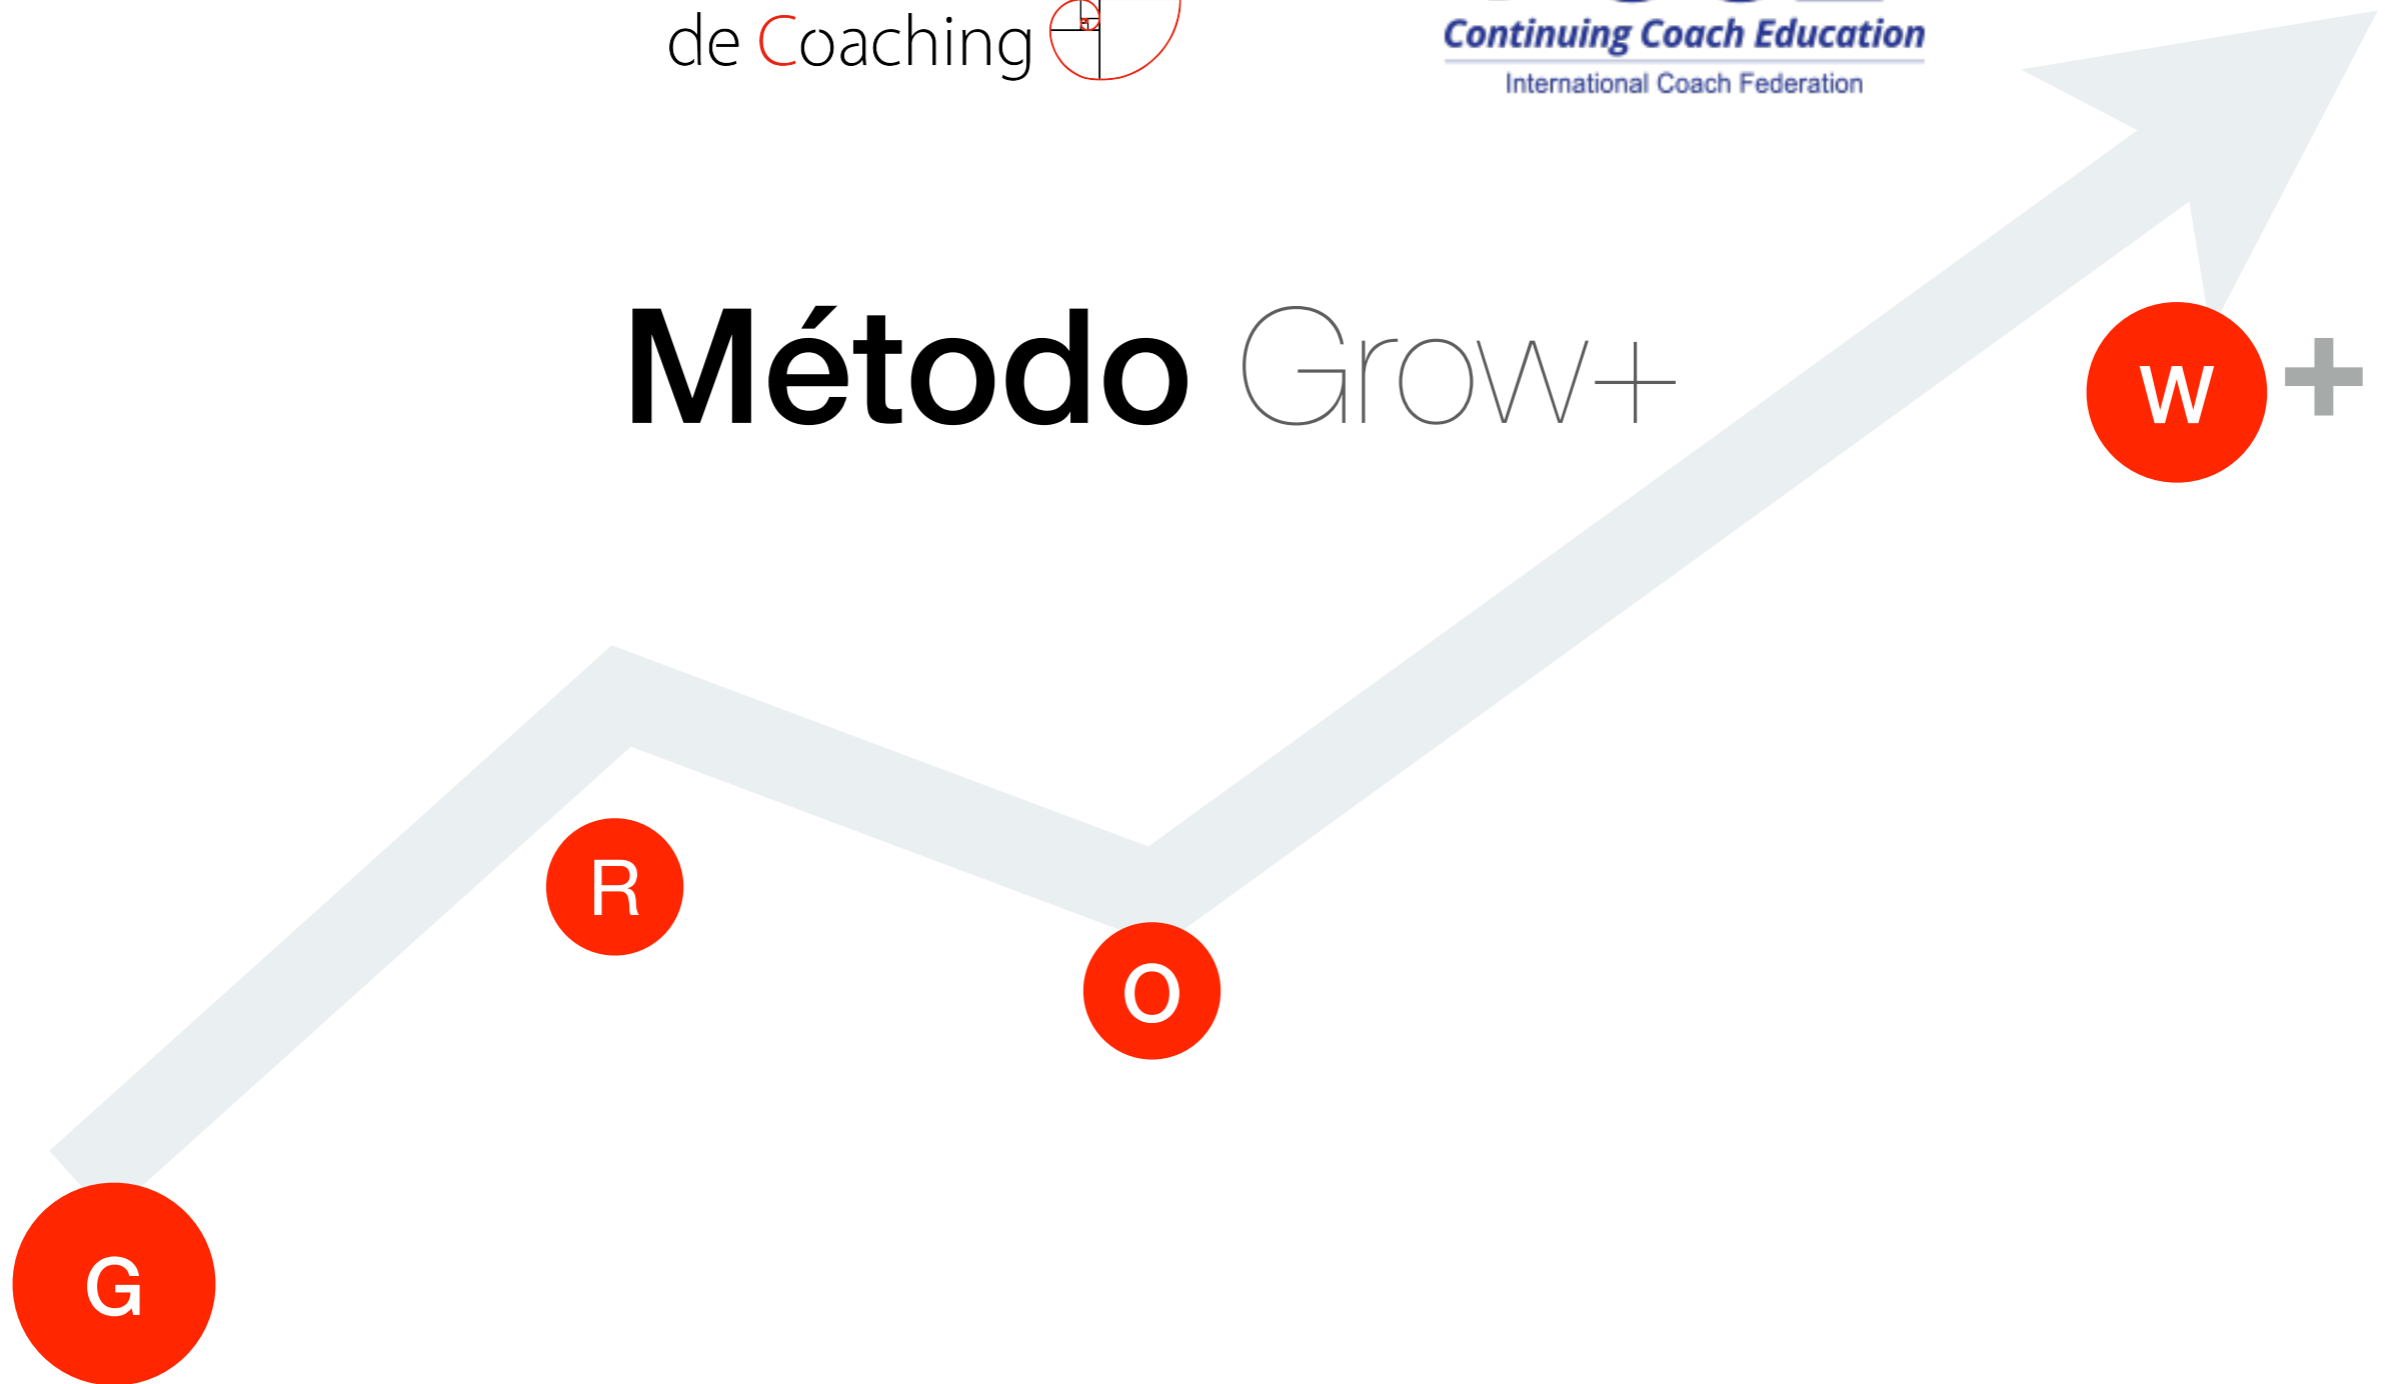 de Coaching
Continuing Coach Education
International Coach Federation
Método Grow+
W +
R
O
G